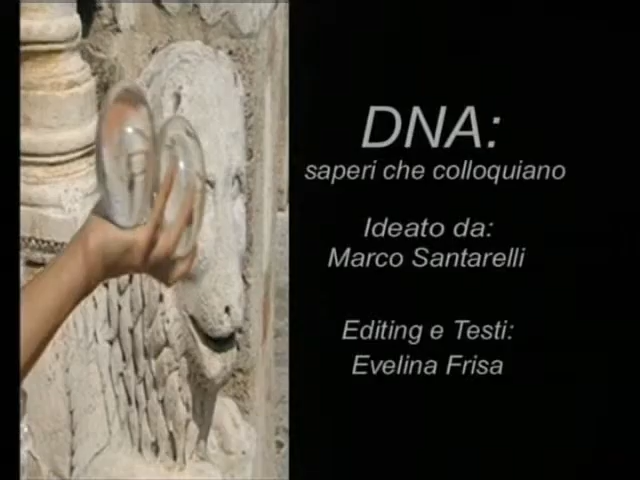 DNA:
saperi che colloquiano
Ideato da:
Marco Santarelli
Editing e Testi:
Evelina Frisa